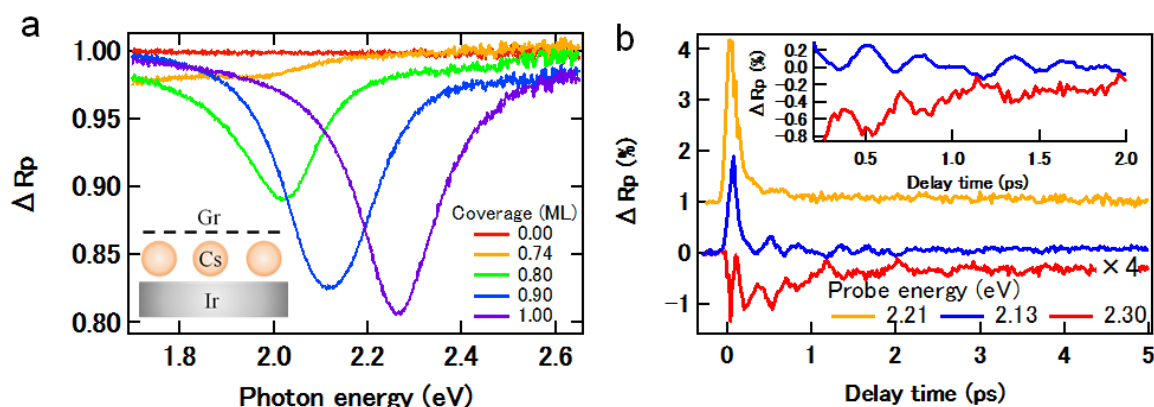 a
1.00
0.95
0.90
0.85
0.80
Δ Rp
Gr
Cs
Ir
Coverage (ML)
0.00
0.74
0.80
0.90
1.00
1.8 2.0 2.2 2.4 2.6
Photon energy (eV)
b
4
3
2
1
0
-1
Δ Rp (%)
0.2
0.0
-0.2
-0.4
-0.6
-0.8
Δ Rp (%)
0.5 1.0 1.5 2.0
Delay time (ps)
× 4
Probe energy (eV)
2.21 2.13 2.30
0 1 2 3 4 5
Delay time (ps)